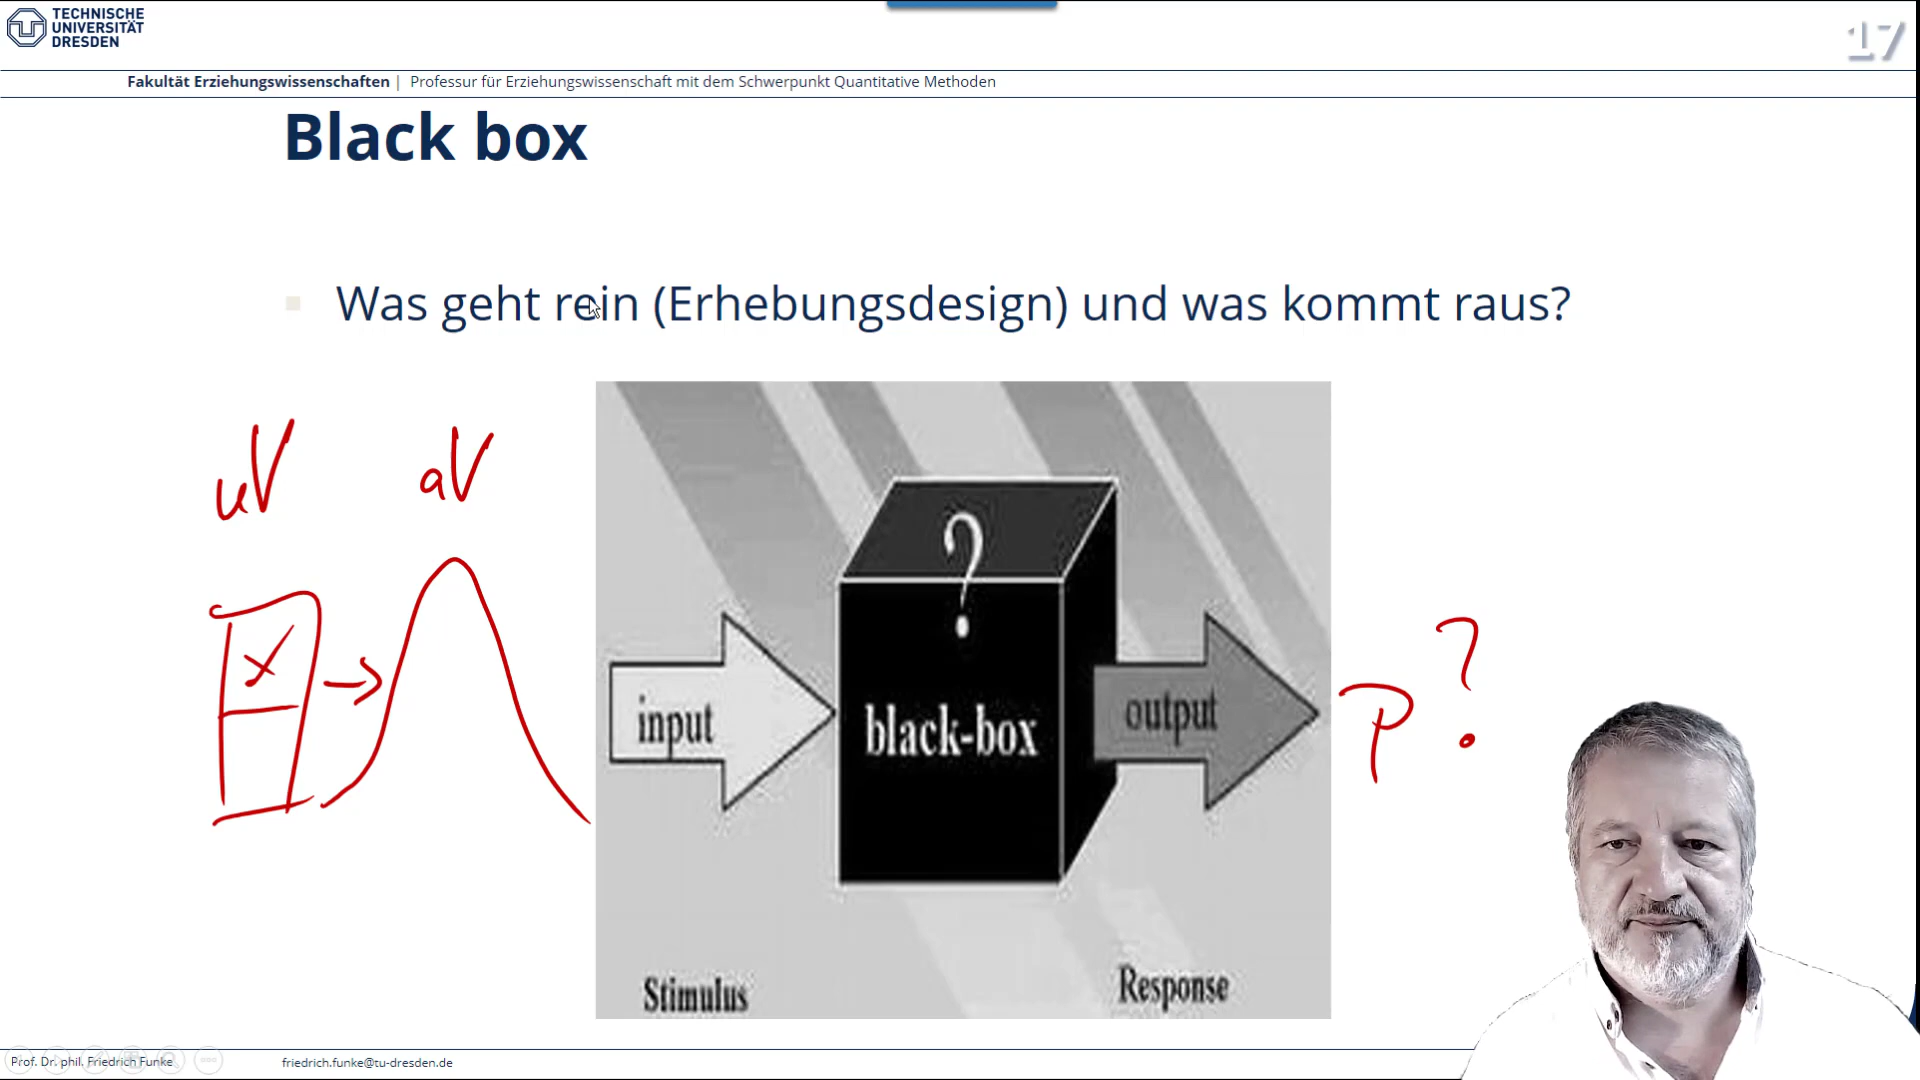 TECHNISCHE
UNIVERSITÄT
DRESDEN
17
Fakultät Erziehungswissenschaften | Professur für Erziehungswissenschaft mit dem Schwerpunkt Quantitative Methoden
Black box
Was geht rein (Erhebungsdesign) und was kommt raus?
uV
aV
X
?
input
black-box
output
p?
Stimulus
Response
Prof. Dr. phil. Friedrich Funke
friedrich.funke@tu-dresden.de